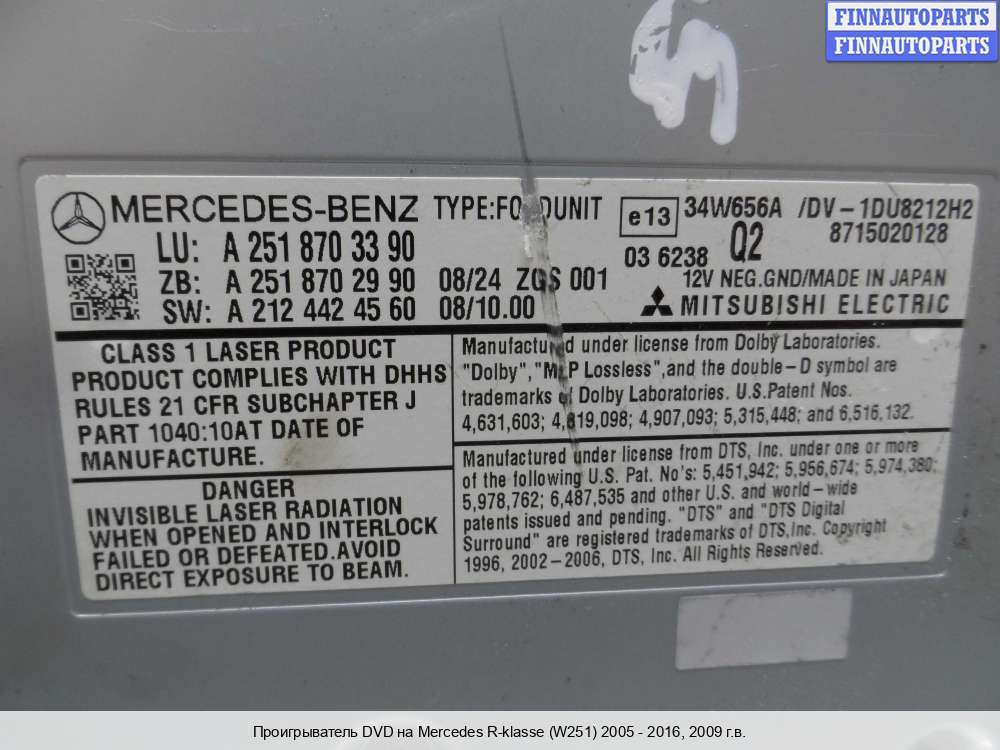 FINNAUTOPARTS
FINNAUTOPARTS
MERCEDES-BENZ TYPE:FO DUNIT e13 34W656A /DV-1DU8212H2
LU: A 251 870 33 90 03 6238 Q2 8715020128
ZB: A 251 870 29 90 08/24 ZGS 001 12V NEG.GND/MADE IN JAPAN
SW: A 212 442 45 60 08/10.00 MITSUBISHI ELECTRIC
CLASS 1 LASER PRODUCT
PRODUCT COMPLIES WITH DHHS
RULES 21 CFR SUBCHAPTER J
PART 1040:10AT DATE OF
MANUFACTURE.
DANGER
INVISIBLE LASER RADIATION
WHEN OPENED AND INTERLOCK
FAILED OR DEFEATED.AVOID
DIRECT EXPOSURE TO BEAM.
Manufactured under license from Dolby Laboratories.
"Dolby","MLP Lossless",and the double-D symbol are
trademarks of Dolby Laboratories. U.S.Patent Nos.
4,631,603; 4,819,098; 4,907,093; 5,315,448; and 6,516,132.
Manufactured under license from DTS, Inc. under one or more
of the following U.S. Pat. No's: 5,451,942; 5,956,674; 5,974,380;
5,978,762; 6,487,535 and other U.S. and world-wide
patents issued and pending. "DTS" and "DTS Digital
Surround" are registered trademarks of DTS,Inc. Copyright
1996, 2002-2006, DTS, Inc. All Rights Reserved.
Проигрыватель DVD на Mercedes R-klasse (W251) 2005 - 2016, 2009 г.в.